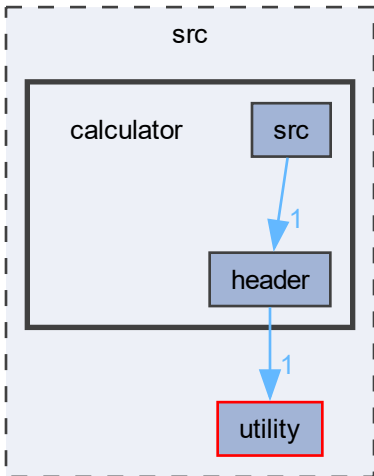 src
calculator
src
1
header
1
utility